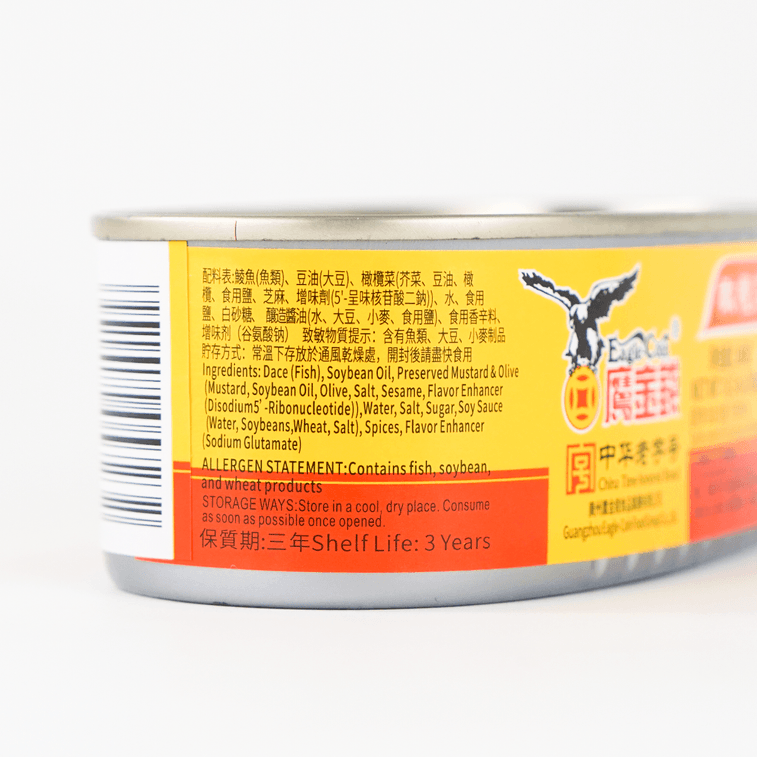 配料表:鯪魚(魚類)、豆油(大豆)、橄欖菜(芥菜、豆油、橄
欖、食用鹽、芝麻、增味劑(5'-呈味核苷酸二鈉))、水、食用
鹽、白砂糖、釀造醬油(水、大豆、小麥、食用鹽)、食用香辛料、
增味剂（谷氨酸钠） 致敏物質提示：含有魚類、大豆、小麥制品
貯存方式：常溫下存放於通風乾燥處，開封後請盡快食用
Ingredients: Dace (Fish), Soybean Oil, Preserved Mustard & Olive
(Mustard, Soybean Oil, Olive, Salt, Sesame, Flavor Enhancer
(Disodium5'-Ribonucleotide)),Water, Salt, Sugar, Soy Sauce
(Water, Soybeans,Wheat, Salt), Spices, Flavor Enhancer
(Sodium Glutamate)
ALLERGEN STATEMENT:Contains fish, soybean,
and wheat products
STORAGE WAYS:Store in a cool, dry place. Consume
as soon as possible once opened.
保質期:三年Shelf Life: 3 Years
Eagle Coin
®
鷹金錢
中华老字号
China Time-honored Brand